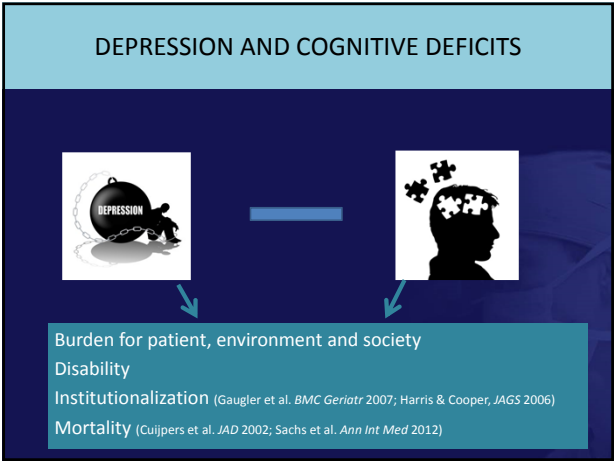 DEPRESSION AND COGNITIVE DEFICITS
DEPRESSION
Burden for patient, environment and society
Disability
Institutionalization (Gaugler et al. BMC Geriatr 2007; Harris & Cooper, JAGS 2006)
Mortality (Cuijpers et al. JAD 2002; Sachs et al. Ann Int Med 2012)